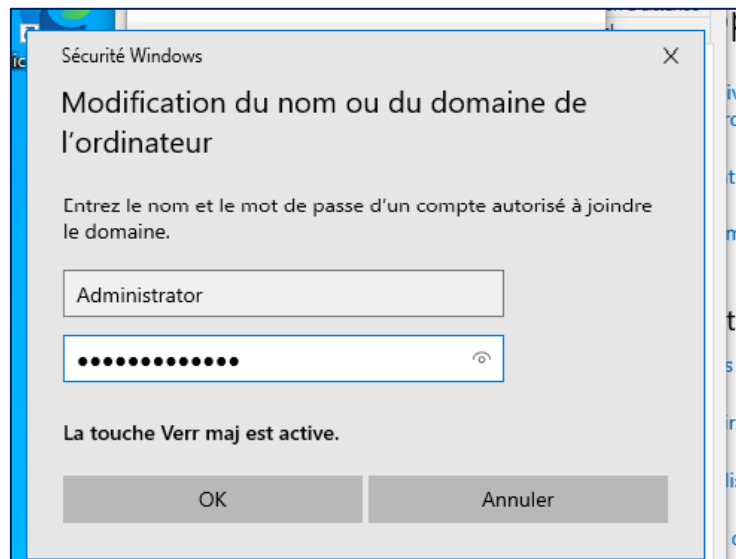 Sécurité Windows
Modification du nom ou du domaine de
l'ordinateur
Entrez le nom et le mot de passe d'un compte autorisé à joindre
le domaine.
Administrator
•••••••••••••
La touche Verr maj est active.
OK
Annuler